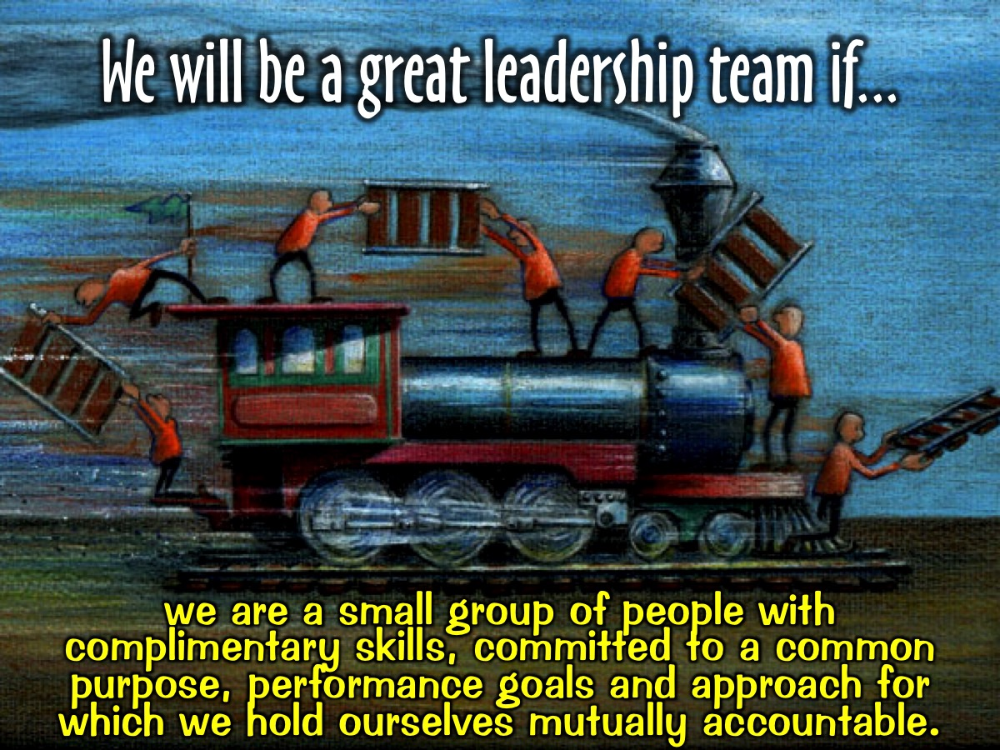 We will be a great leadership team if...
we are a small group of people with
complimentary skills, committed to a common
purpose, performance goals and approach for
which we hold ourselves mutually accountable.